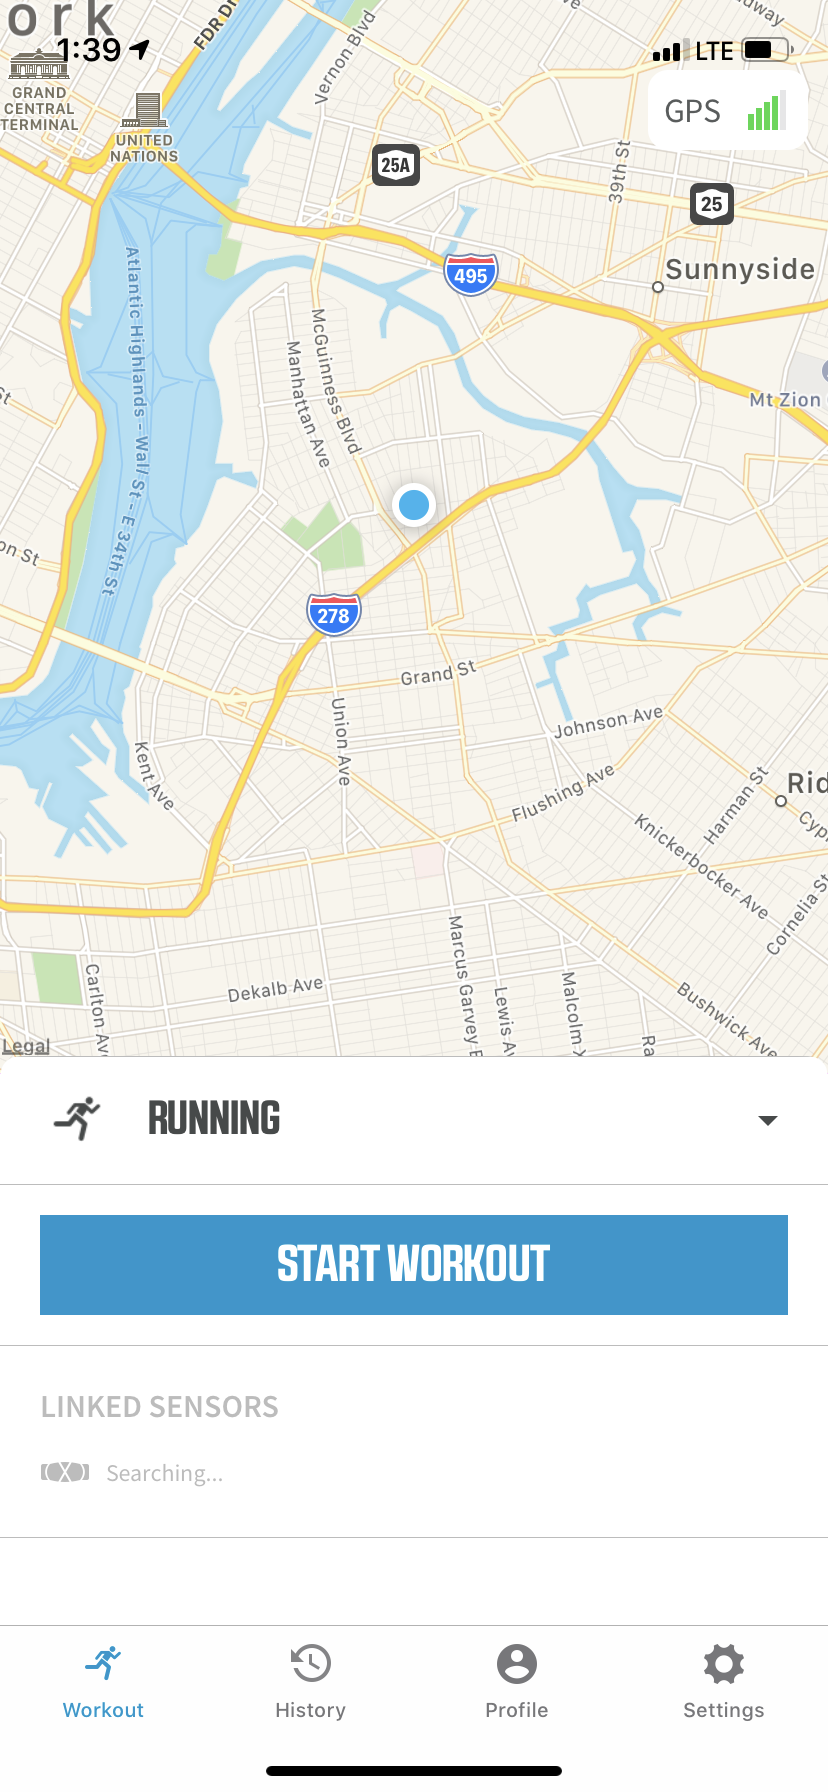 ork
1:39
LTE
FDR Dr
Vernon Blvd
GRAND
CENTRAL
TERMINAL
UNITED
NATIONS
GPS
25A
39th St
25
495
Sunnyside
Atlantic Highlands - Wall St - E 34th St
McGuinness Blvd
Manhattan Ave
Mt Zion
on St
278
Grand St
Union Ave
Johnson Ave
Kent Ave
Flushing Ave
Harman St
Rid
Cypr
Knickerbocker Ave
Cornelia St
Marcus Garvey B
Dekalb Ave
Carlton Av
Lewis Av
Malcolm X
Bushwick Ave
Ra
Legal
RUNNING
START WORKOUT
LINKED SENSORS
Searching...
Workout
History
Profile
Settings